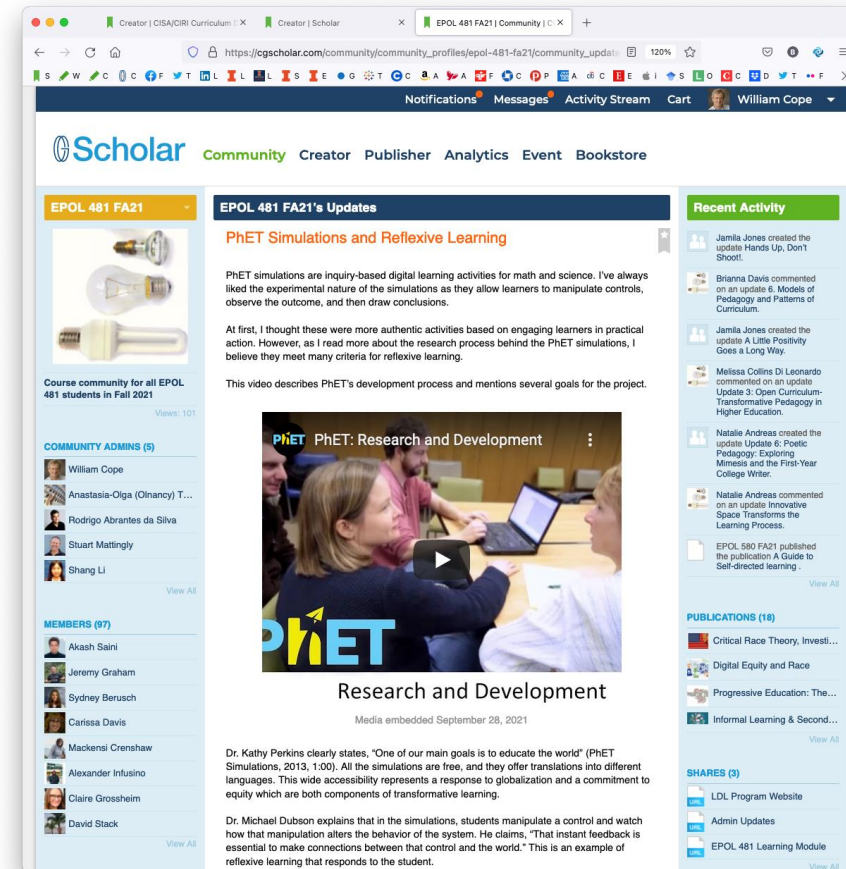 Creator | CISA/CIRI Curriculum
Creator | Scholar
EPOL 481 FA21 | Community |
https://cgscholar.com/community/community_profiles/epol-481-fa21/community_updat
120%
Notifications Messages Activity Stream Cart William Cope
Scholar Community Creator Publisher Analytics Event Bookstore
EPOL 481 FA21
Course community for all EPOL
481 students in Fall 2021
Views: 101
COMMUNITY ADMINS (5)
William Cope
Anastasia-Olga (Olnancy) T...
Rodrigo Abrantes da Silva
Stuart Mattingly
Shang Li
View All
MEMBERS (97)
Akash Saini
Jeremy Graham
Sydney Berusch
Carissa Davis
Mackensi Crenshaw
Alexander Infusino
Claire Grossheim
David Stack
View All
EPOL 481 FA21's Updates
PhET Simulations and Reflexive Learning
PhET simulations are inquiry-based digital learning activities for math and science. I've always
liked the experimental nature of the simulations as they allow learners to manipulate controls,
observe the outcome, and then draw conclusions.
At first, I thought these were more authentic activities based on engaging learners in practical
action. However, as I read more about the research process behind the PhET simulations, I
believe they meet many criteria for reflexive learning.
This video describes PhET's development process and mentions several goals for the project.
PhET PhET: Research and Development
PhET
Research and Development
Media embedded September 28, 2021
Dr. Kathy Perkins clearly states, "One of our main goals is to educate the world" (PhET
Simulations, 2013, 1:00). All the simulations are free, and they offer translations into different
languages. This wide accessibility represents a response to globalization and a commitment to
equity which are both components of transformative learning.
Dr. Michael Dubson explains that in the simulations, students manipulate a control and watch
how that manipulation alters the behavior of the system. He claims, "That instant feedback is
essential to make connections between that control and the world." This is an example of
reflexive learning that responds to the student.
Recent Activity
Jamila Jones created the
update Hands Up, Don't
Shoot!.
Brianna Davis commented
on an update 6. Models of
Pedagogy and Patterns of
Curriculum.
Jamila Jones created the
update A Little Positivity
Goes a Long Way.
Melissa Collins Di Leonardo
commented on an update
Update 3: Open Curriculum-
Transformative Pedagogy in
Higher Education.
Natalie Andreas created the
update Update 6: Poetic
Pedagogy: Exploring
Mimesis and the First-Year
College Writer.
Natalie Andreas commented
on an update Innovative
Space Transforms the
Learning Process.
EPOL 580 FA21 published
the publication A Guide to
Self-directed learning .
View All
PUBLICATIONS (18)
Critical Race Theory, Investi...
Digital Equity and Race
Progressive Education: The...
Informal Learning & Second...
View All
SHARES (3)
URL LDL Program Website
URL Admin Updates
URL EPOL 481 Learning Module
View All